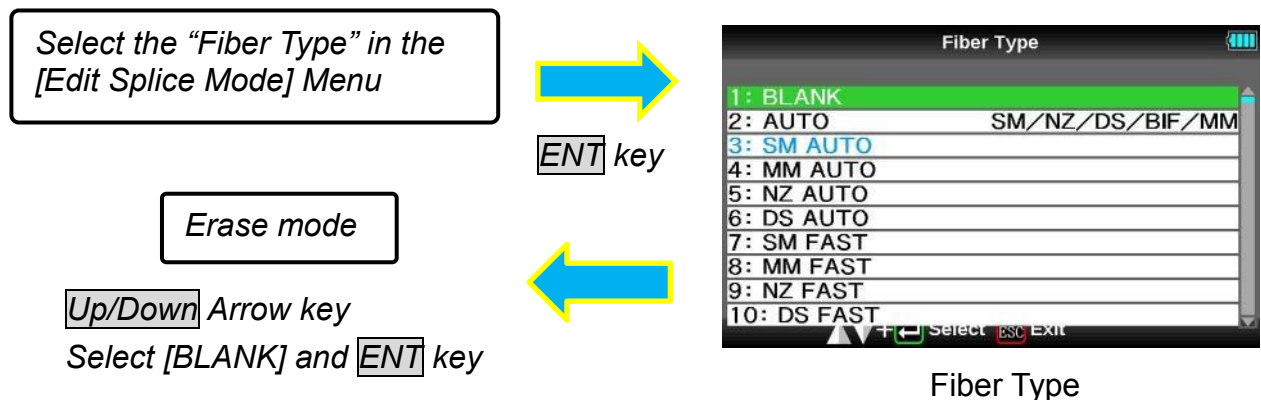 Select the “Fiber Type” in the
[Edit Splice Mode] Menu
ENT key
Fiber Type
1: BLANK
2: AUTO SM/NZ/DS/BIF/MM
3: SM AUTO
4: MM AUTO
5: NZ AUTO
6: DS AUTO
7: SM FAST
8: MM FAST
9: NZ FAST
10: DS FAST
+ Select ESC Exit
Fiber Type
Erase mode
Up/Down Arrow key
Select [BLANK] and ENT key